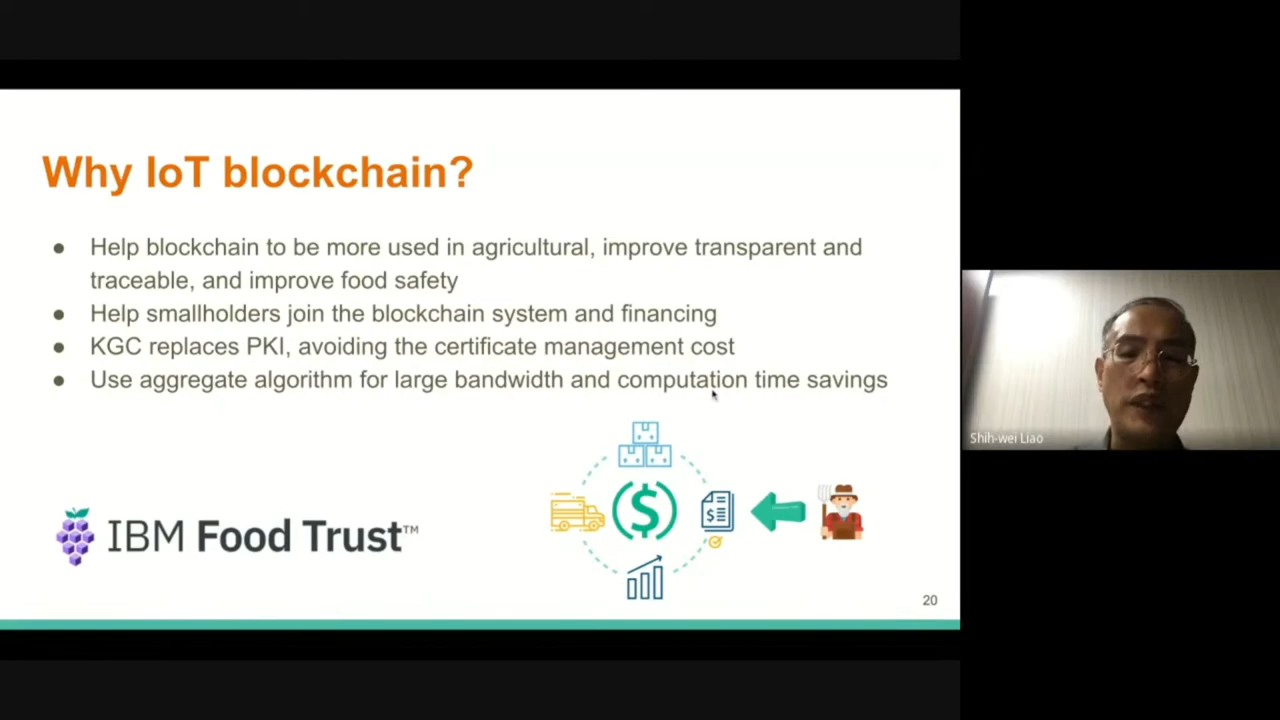 Why IoT blockchain?
● Help blockchain to be more used in agricultural, improve transparent and
traceable, and improve food safety
● Help smallholders join the blockchain system and financing
● KGC replaces PKI, avoiding the certificate management cost
● Use aggregate algorithm for large bandwidth and computation time savings
($)
$
IBM Food Trust™
20
Shih-wei Liao